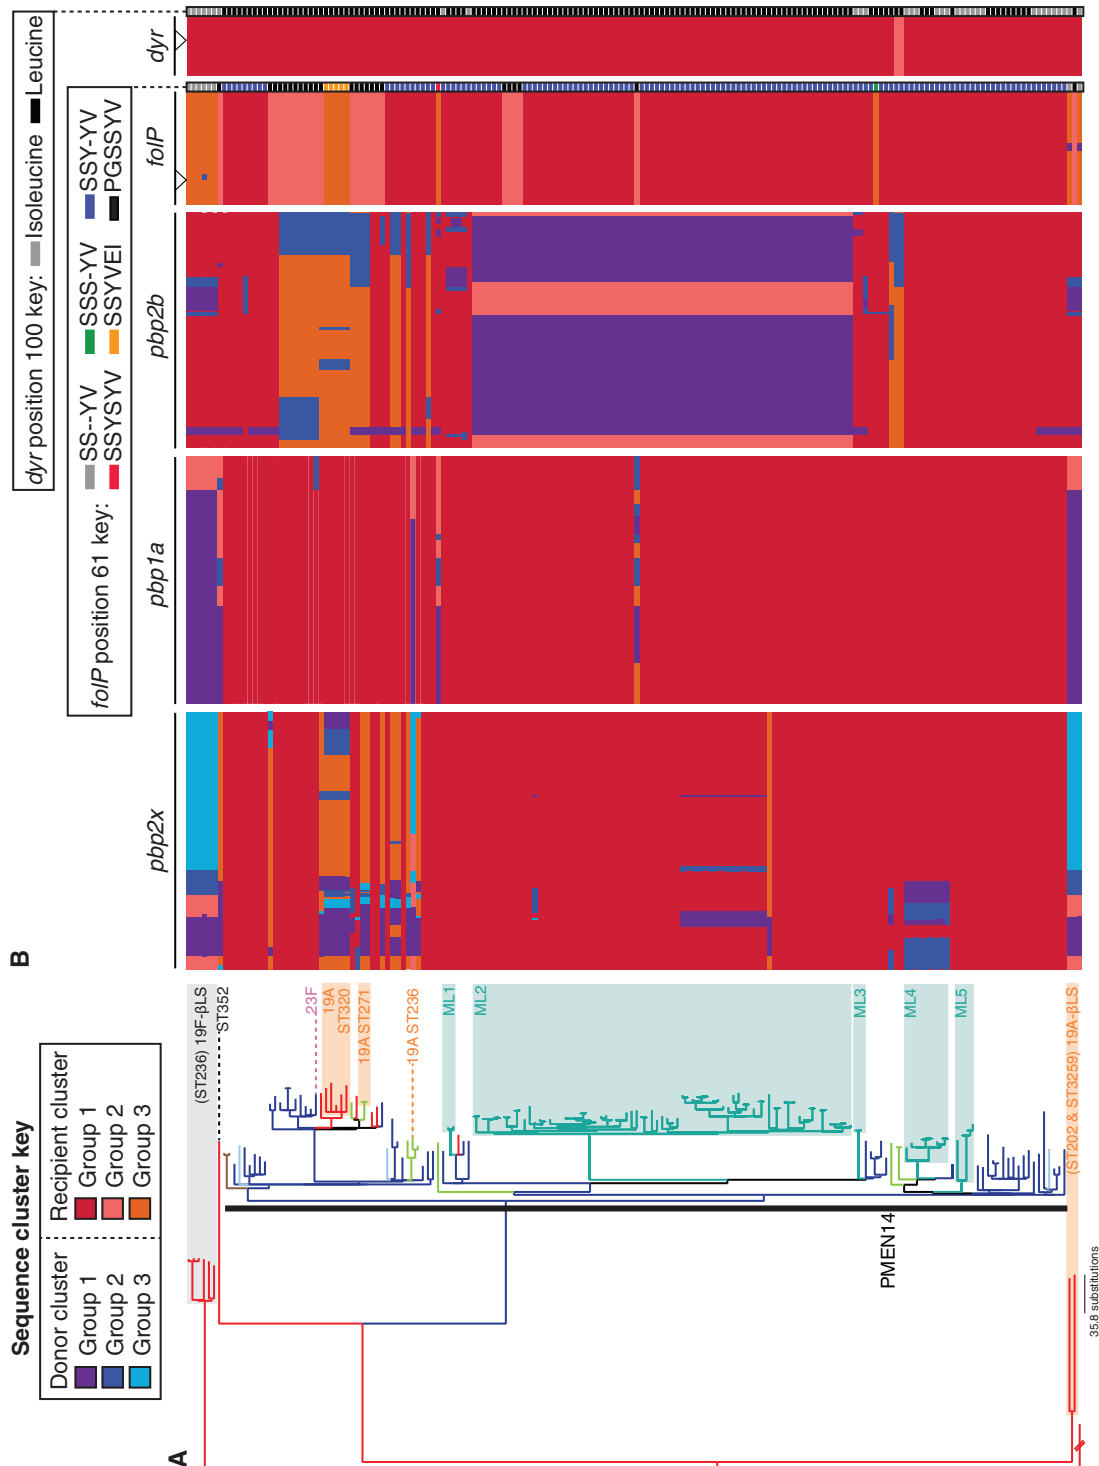 A
B
Sequence cluster key
Donor cluster
Group 1
Group 2
Group 3
Recipient cluster
Group 1
Group 2
Group 3
dyr position 100 key: Isoleucine Leucine
folP position 61 key:
SS--YV SSS-YV SSY-YV
SSYSYV SSYVEI PGSSYV
pbp2x
pbp1a
pbp2b
folP
dyr
(ST236) 19F-βLS
ST352
23F
19A
ST320
19A ST271
19A ST236
ML1
ML2
ML3
ML4
ML5
(ST202 & ST3259) 19A-βLS
PMEN14
35.8 substitutions